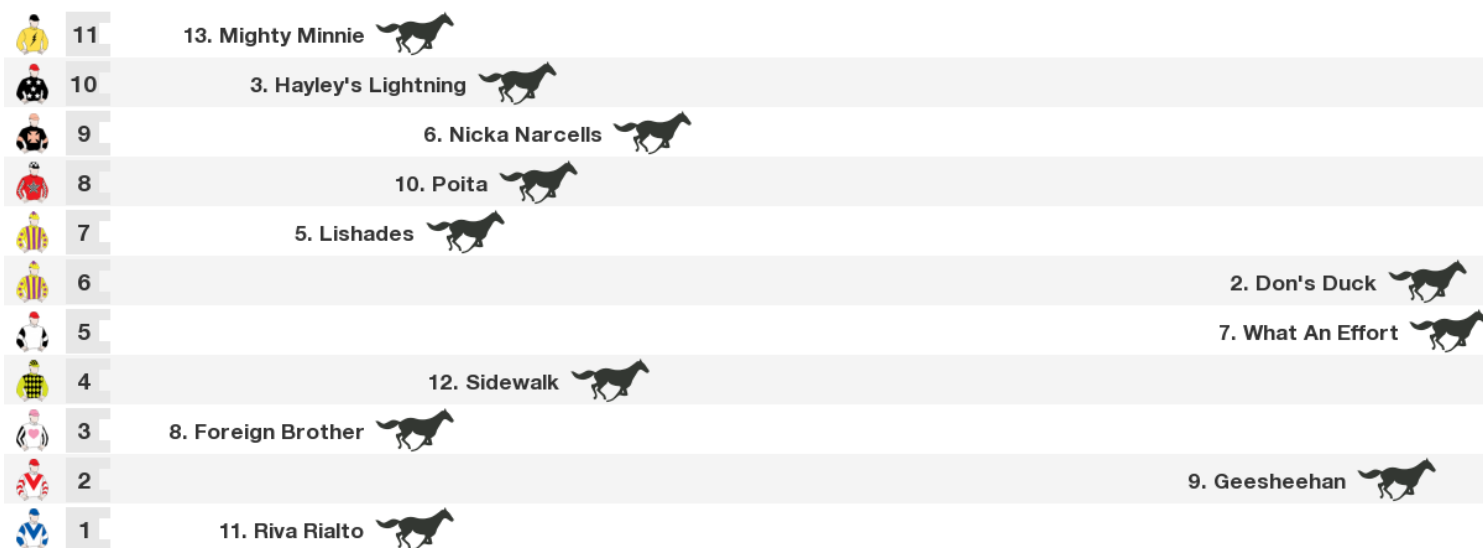 11 13. Mighty Minnie
10 3. Hayley's Lightning
9 6. Nicka Narcells
8 10. Poita
7 5. Lishades
6 2. Don's Duck
5 7. What An Effort
4 12. Sidewalk
3 8. Foreign Brother
2 9. Geesheehan
1 11. Riva Rialto